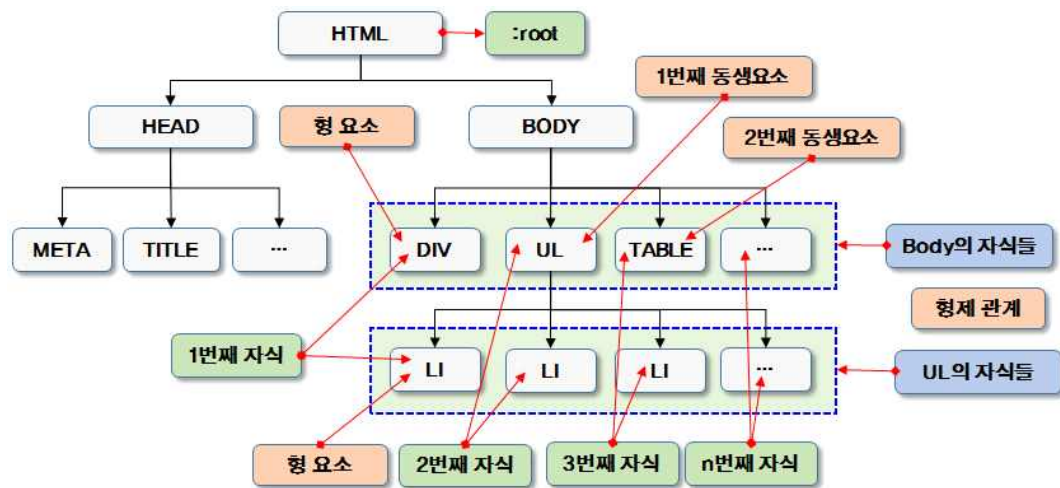 HTML
:root
1번째 동생요소
HEAD
형 요소
BODY
2번째 동생요소
META
TITLE
...
DIV
UL
TABLE
...
Body의 자식들
형제 관계
1번째 자식
LI
LI
LI
...
UL의 자식들
형 요소
2번째 자식
3번째 자식
n번째 자식